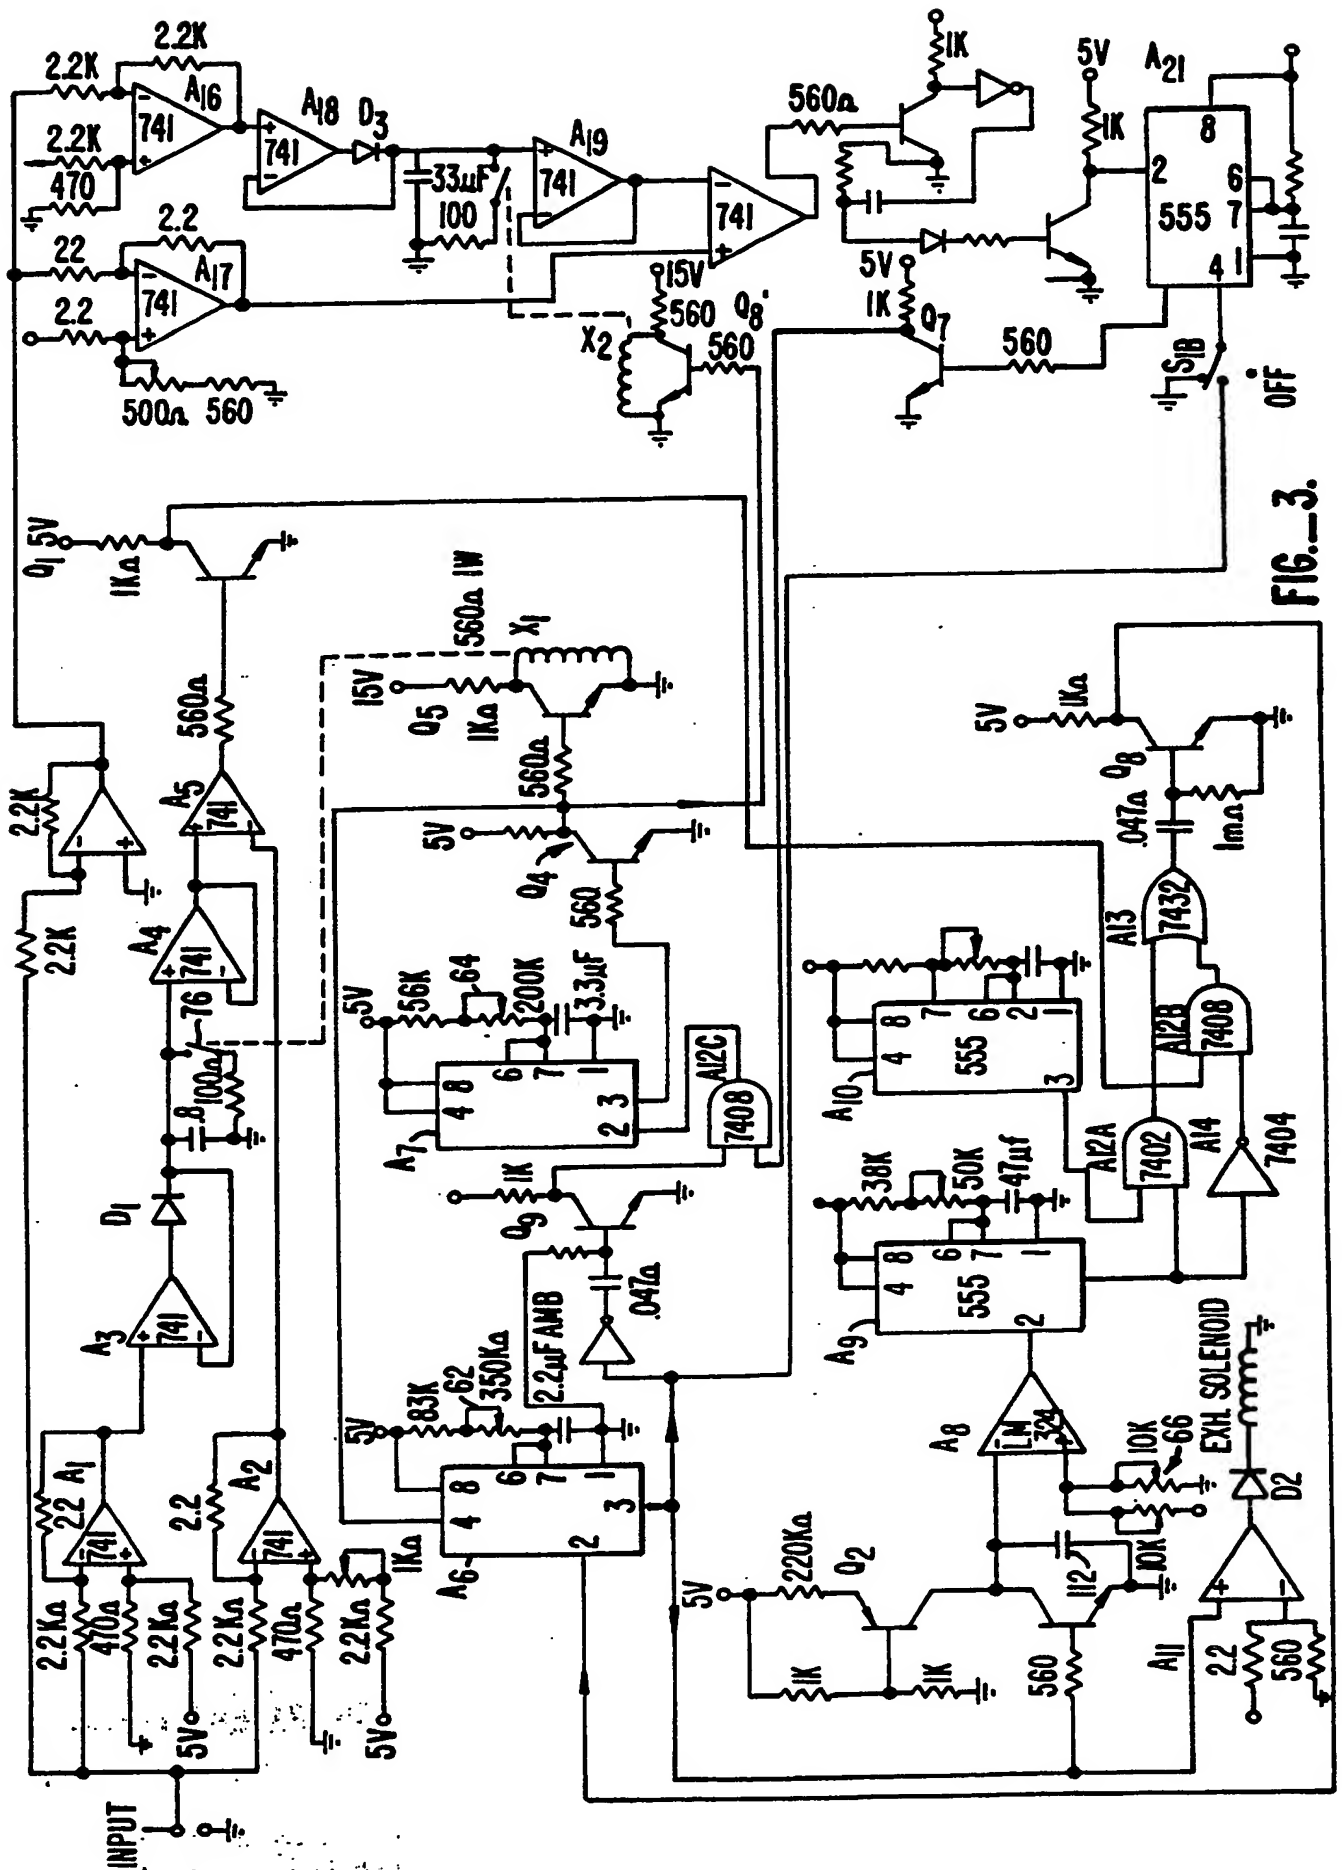 2.2K
2.2K
A16
741
2.2K
470
A18
741
D3
33µF
100
A19
741
741
22
2.2
A17
741
2.2
500Ω
560
X2
15V
560
Q8'
560
560Ω
1K
5V
1K
Q7
560
5V
1K
A21
2
8
6
7
1
4
555
S1B
OFF
FIG._3.
INPUT
2.2KΩ
470Ω
2.2KΩ
5V
22
A1
741
2.2KΩ
470Ω
2.2KΩ
5V
2.2
A2
741
1KΩ
A3
741
D1
.8
100Ω
76
A4
741
2.2K
2.2K
A5
741
560Ω
Q1
5V
1KΩ
A6
4
8
6
7
1
2
3
5V
83K
62
350KΩ
2.2µF AMB
.047Ω
Q9
1K
A7
4
8
6
7
1
2
3
5V
56K
64
200K
3.3µF
A12C
7408
560
Q4
5V
560Ω
Q5
15V
1KΩ
560Ω 1W
X1
5V
220KΩ
Q2
1K
1K
560
112
10K
10K
66
A8
LM
324
A9
4
8
6
7
1
2
555
38K
50K
47µf
A10
4
8
7
6
2
1
3
555
A12A
7402
A14
7404
A12B
7408
A13
7432
.047Ω
1mΩ
Q8
5V
1KΩ
A11
2.2
560
D2
EXH. SOLENOID